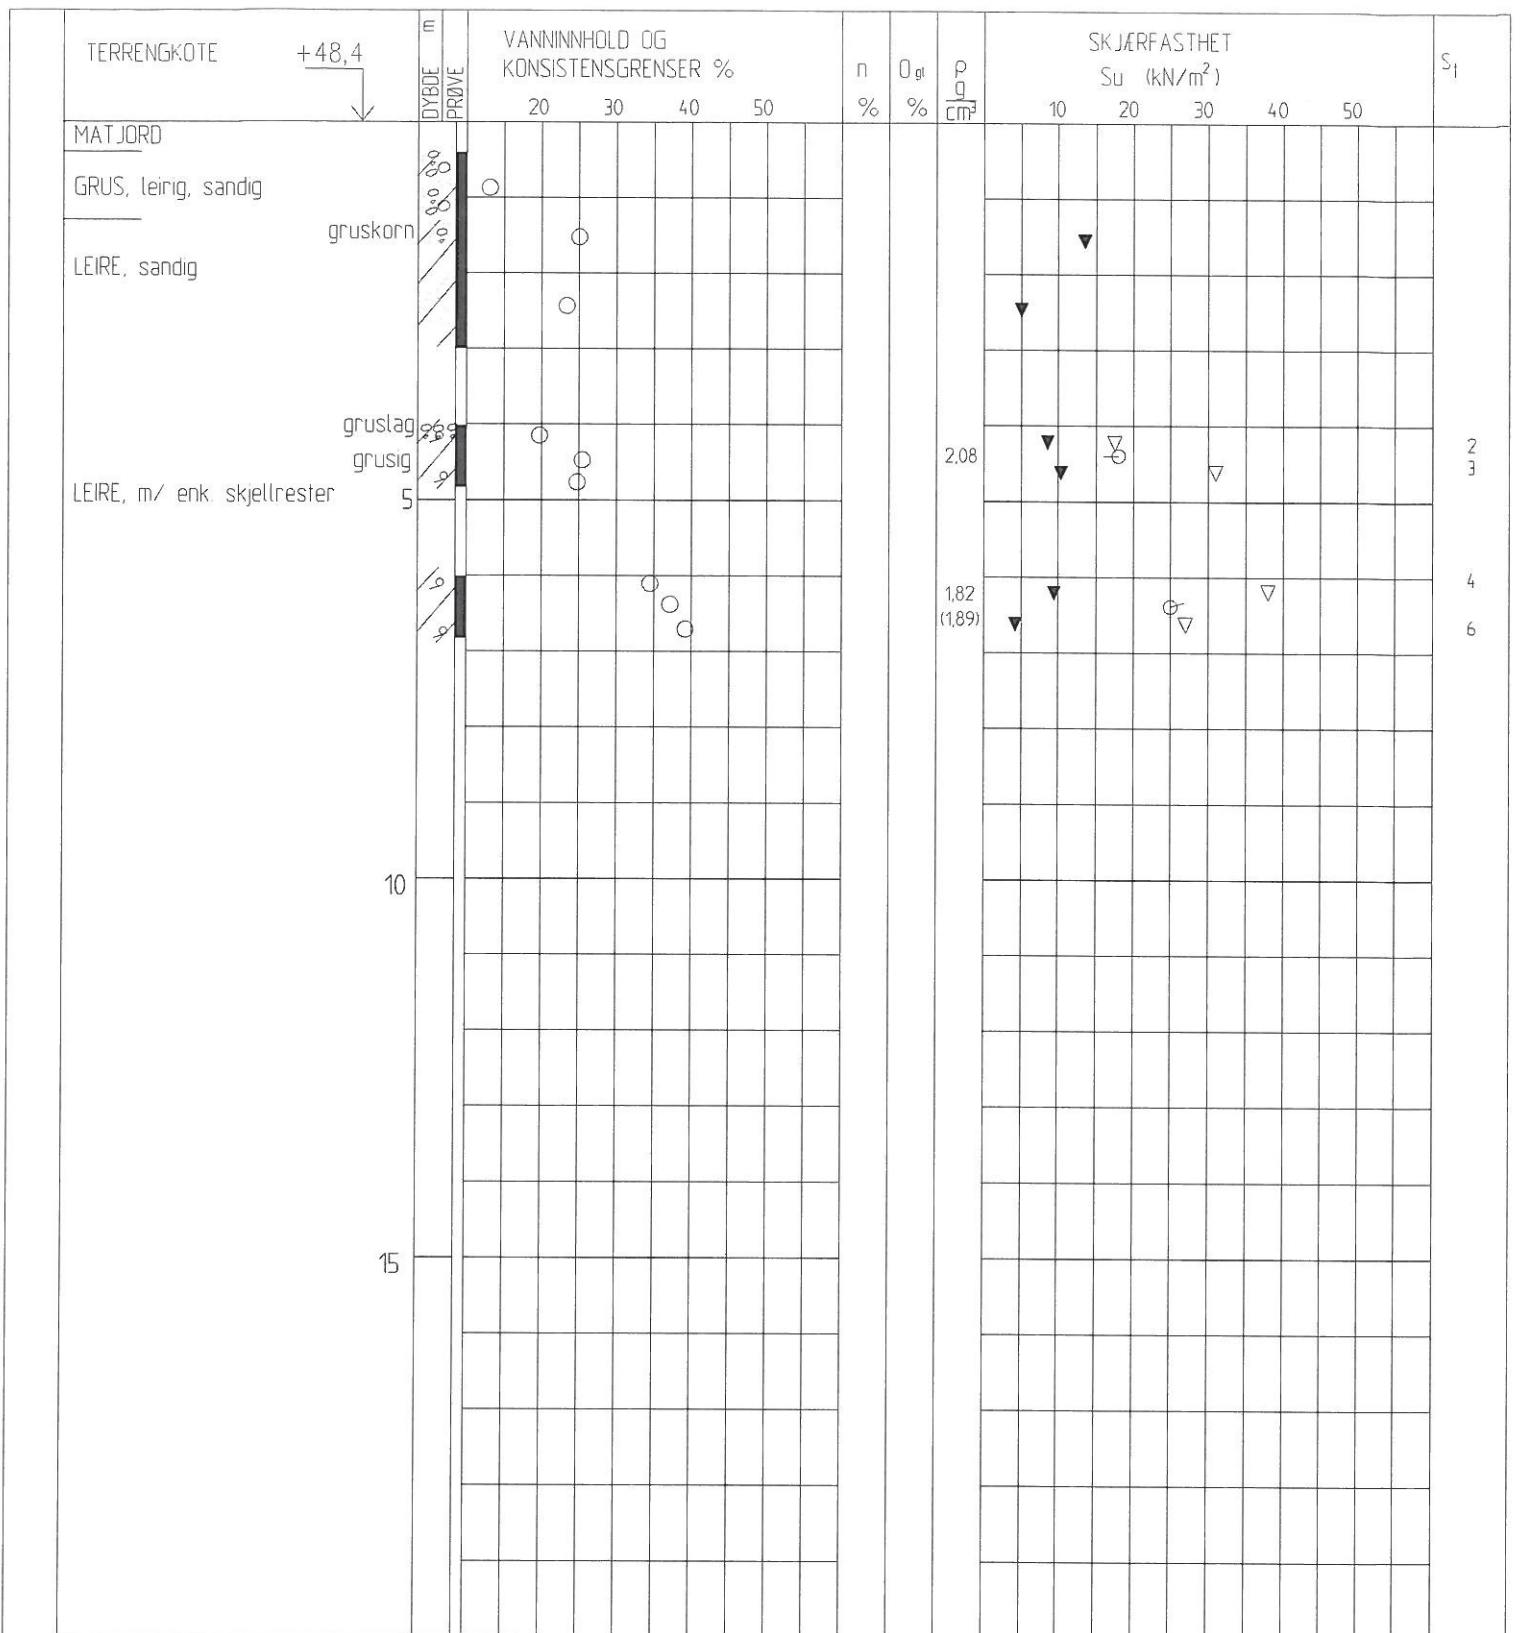 TERRENGKOTE +48,4
m
DYBDE
PRØVE
VANNINNHOLD OG
KONSISTENSGRENSER %
20 30 40 50
n
%
O gl
%
ρ
g
cm³
SKJÆRFASTHET
Su (kN/m²)
10 20 30 40 50
St
MATJORD
GRUS, leirig, sandig
gruskorn
LEIRE, sandig
gruslag
2
grusig 2,08
3
LEIRE, m/ enk. skjellrester 5
4
1,82
(1,89)
6
10
15